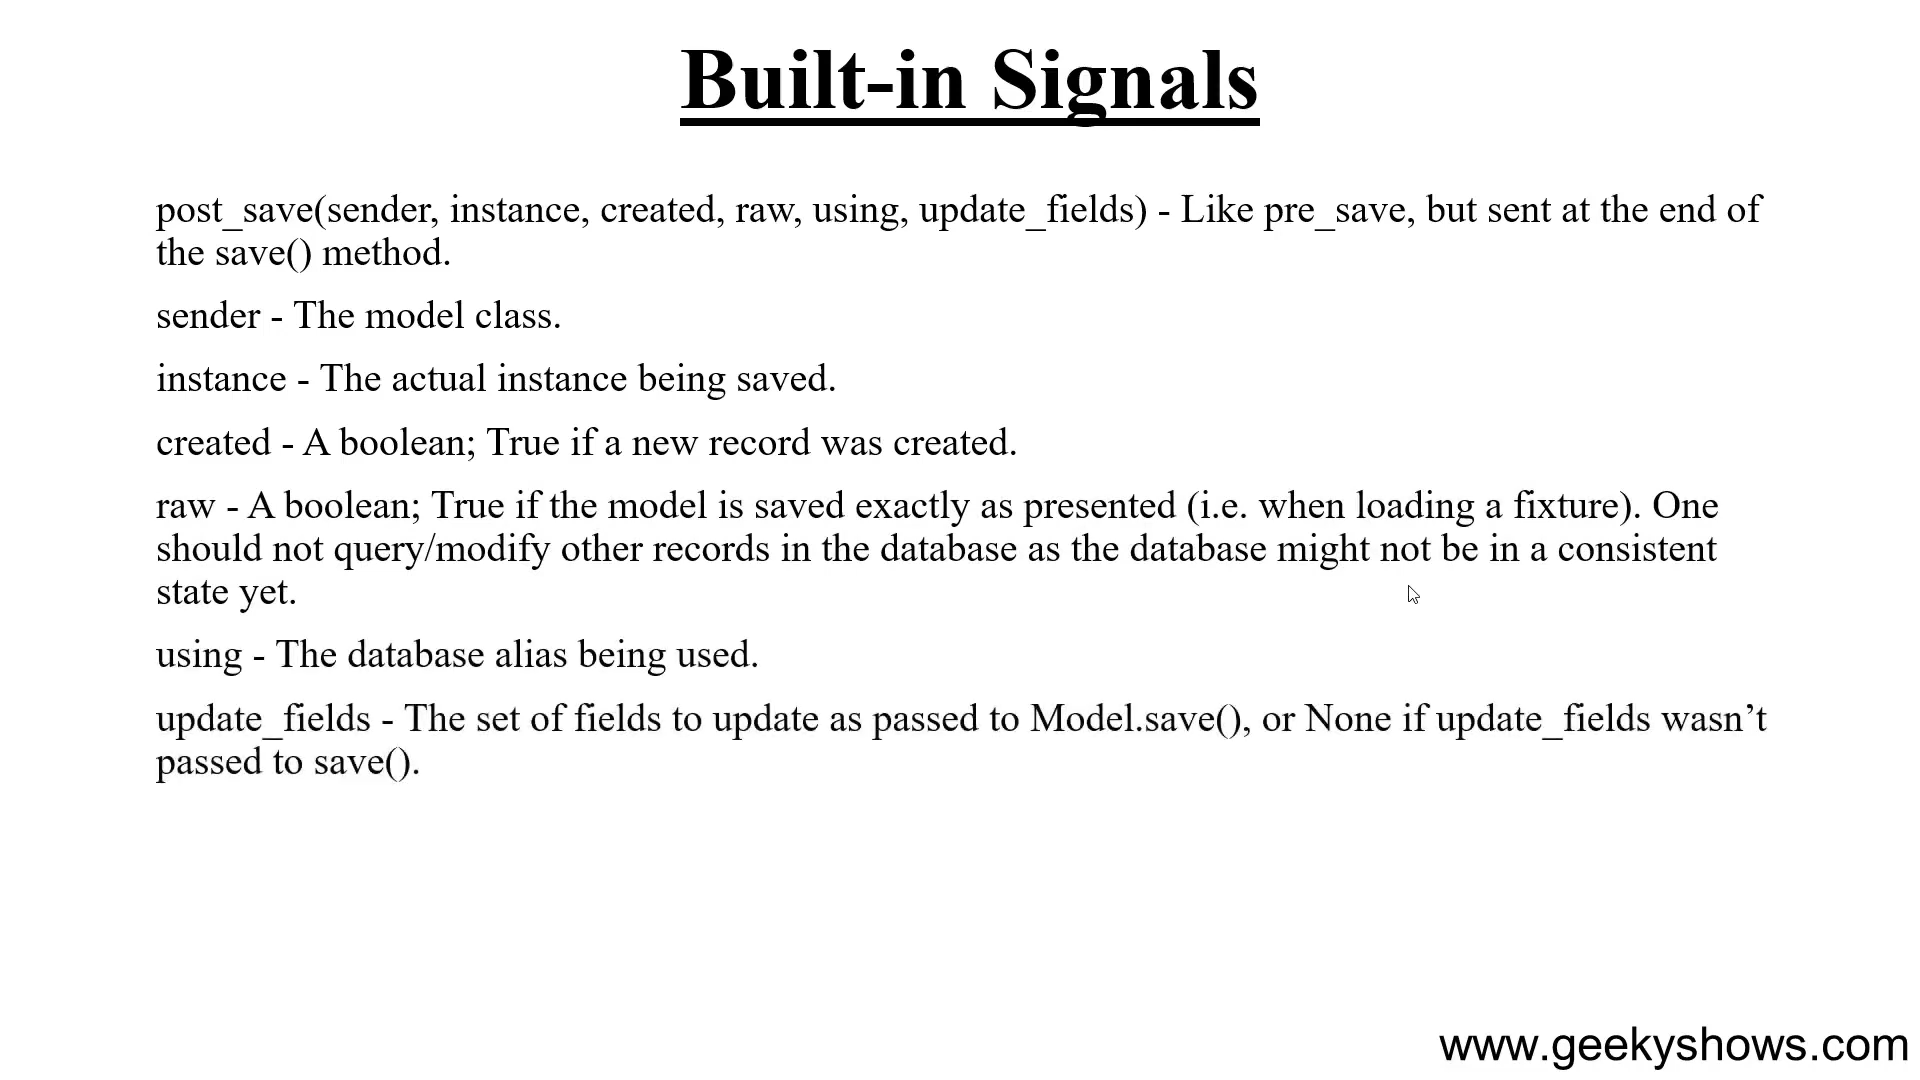 Built-in Signals
post_save(sender, instance, created, raw, using, update_fields) - Like pre_save, but sent at the end of
the save() method.
sender - The model class.
instance - The actual instance being saved.
created - A boolean; True if a new record was created.
raw - A boolean; True if the model is saved exactly as presented (i.e. when loading a fixture). One
should not query/modify other records in the database as the database might not be in a consistent
state yet.
using - The database alias being used.
update_fields - The set of fields to update as passed to Model.save(), or None if update_fields wasn’t
passed to save().
www.geekyshows.com